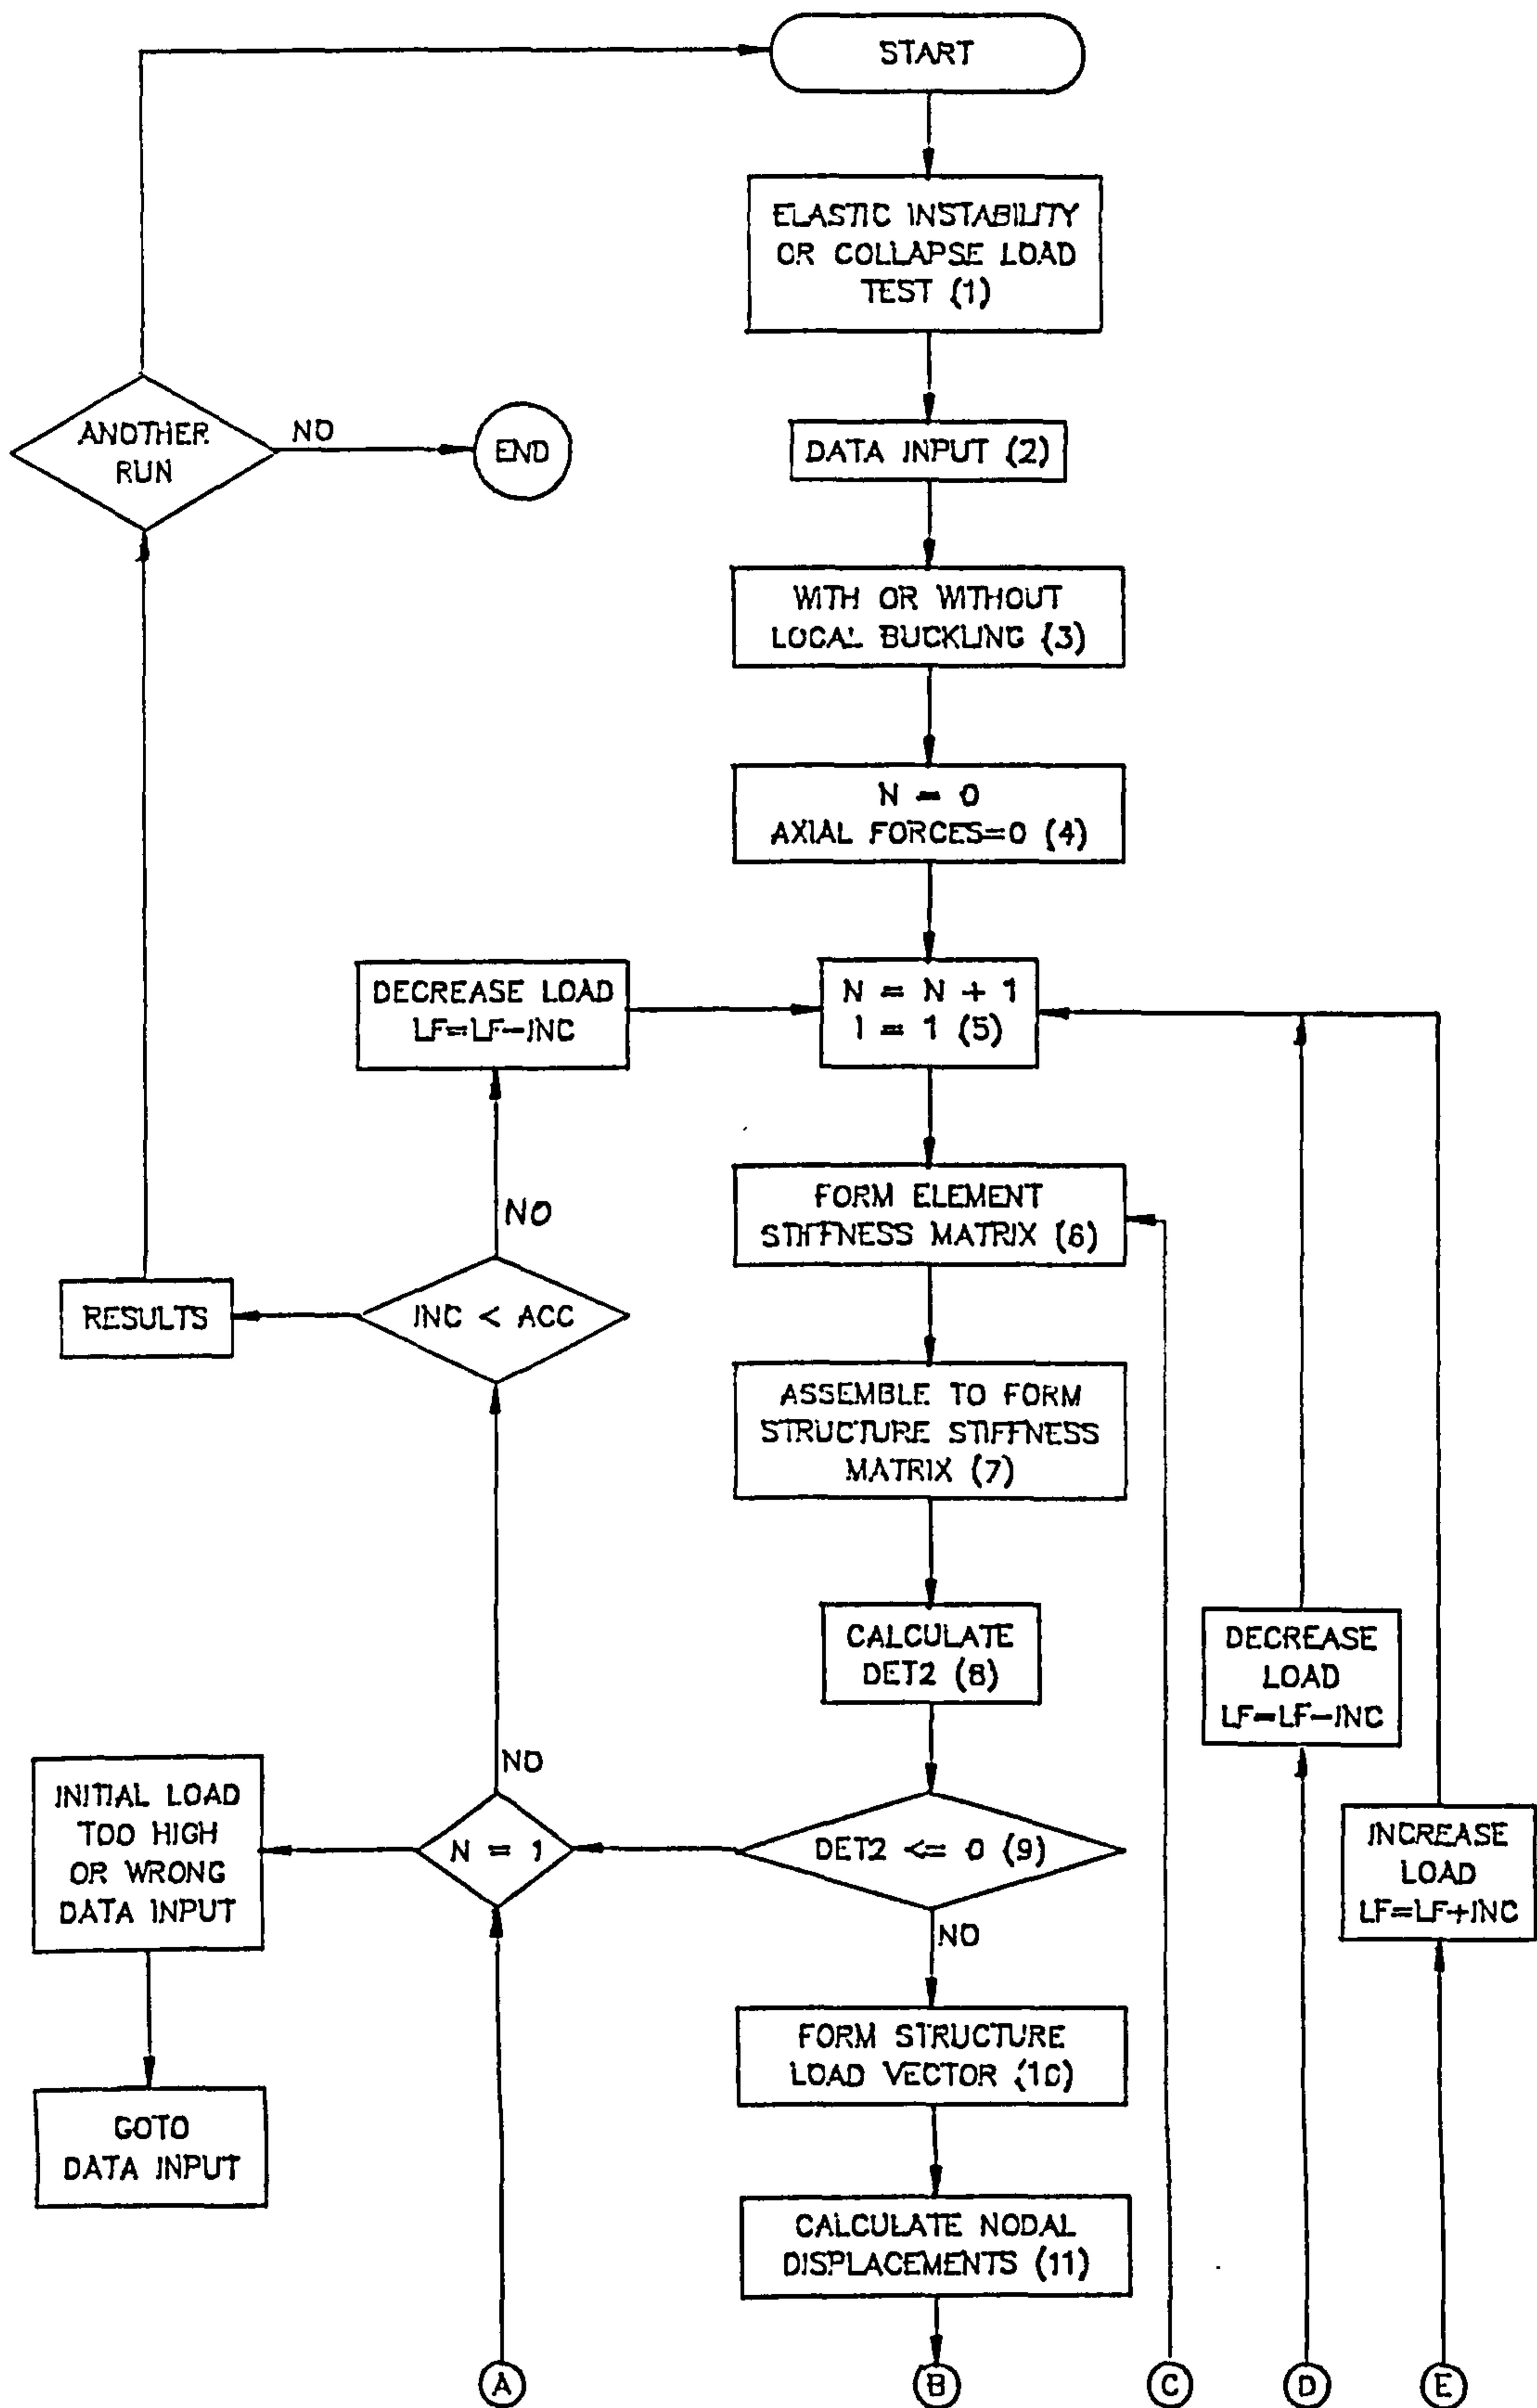 START
ELASTIC INSTABILITY
OR COLLAPSE LOAD
TEST (1)
ANOTHER
RUN
NO
END
DATA INPUT (2)
WITH OR WITHOUT
LOCAL BUCKLING (3)
N = 0
AXIAL FORCES=0 (4)
DECREASE LOAD
LF=LF-INC
N = N + 1
I = 1 (5)
NO
FORM ELEMENT
STIFFNESS MATRIX (6)
RESULTS
INC < ACC
ASSEMBLE TO FORM
STRUCTURE STIFFNESS
MATRIX (7)
CALCULATE
DET2 (8)
DECREASE
LOAD
LF=LF-INC
NO
INITIAL LOAD
TOO HIGH
OR WRONG
DATA INPUT
N = 1
DET2 <= 0 (9)
INCREASE
LOAD
LF=LF+INC
NO
FORM STRUCTURE
LOAD VECTOR (10)
GOTO
DATA INPUT
CALCULATE NODAL
DISPLACEMENTS (11)
A
B
C
D
E